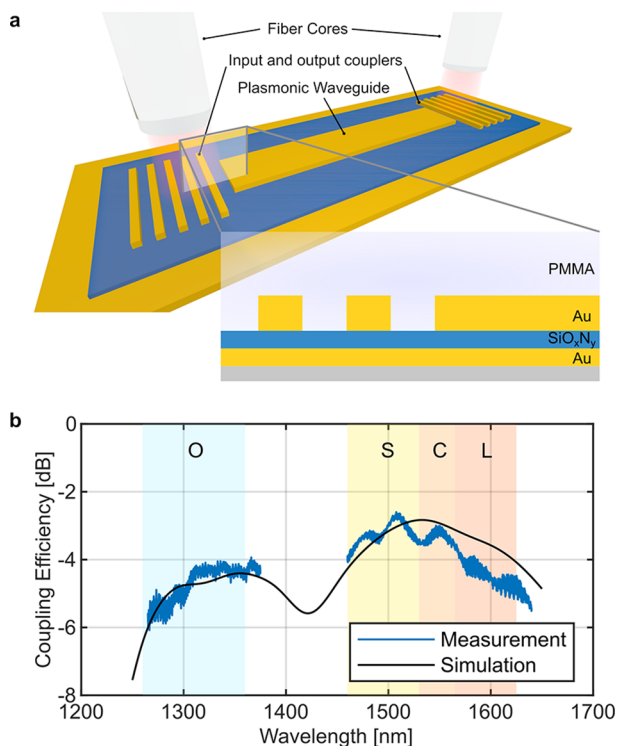 a
Fiber Cores
Input and output couplers
Plasmonic Waveguide
PMMA
Au
SiOₓNᵧ
Au
b
0
-2
-4
-6
-8
Coupling Efficiency [dB]
O
S
C
L
Measurement
Simulation
1200
1300
1400
1500
1600
1700
Wavelength [nm]